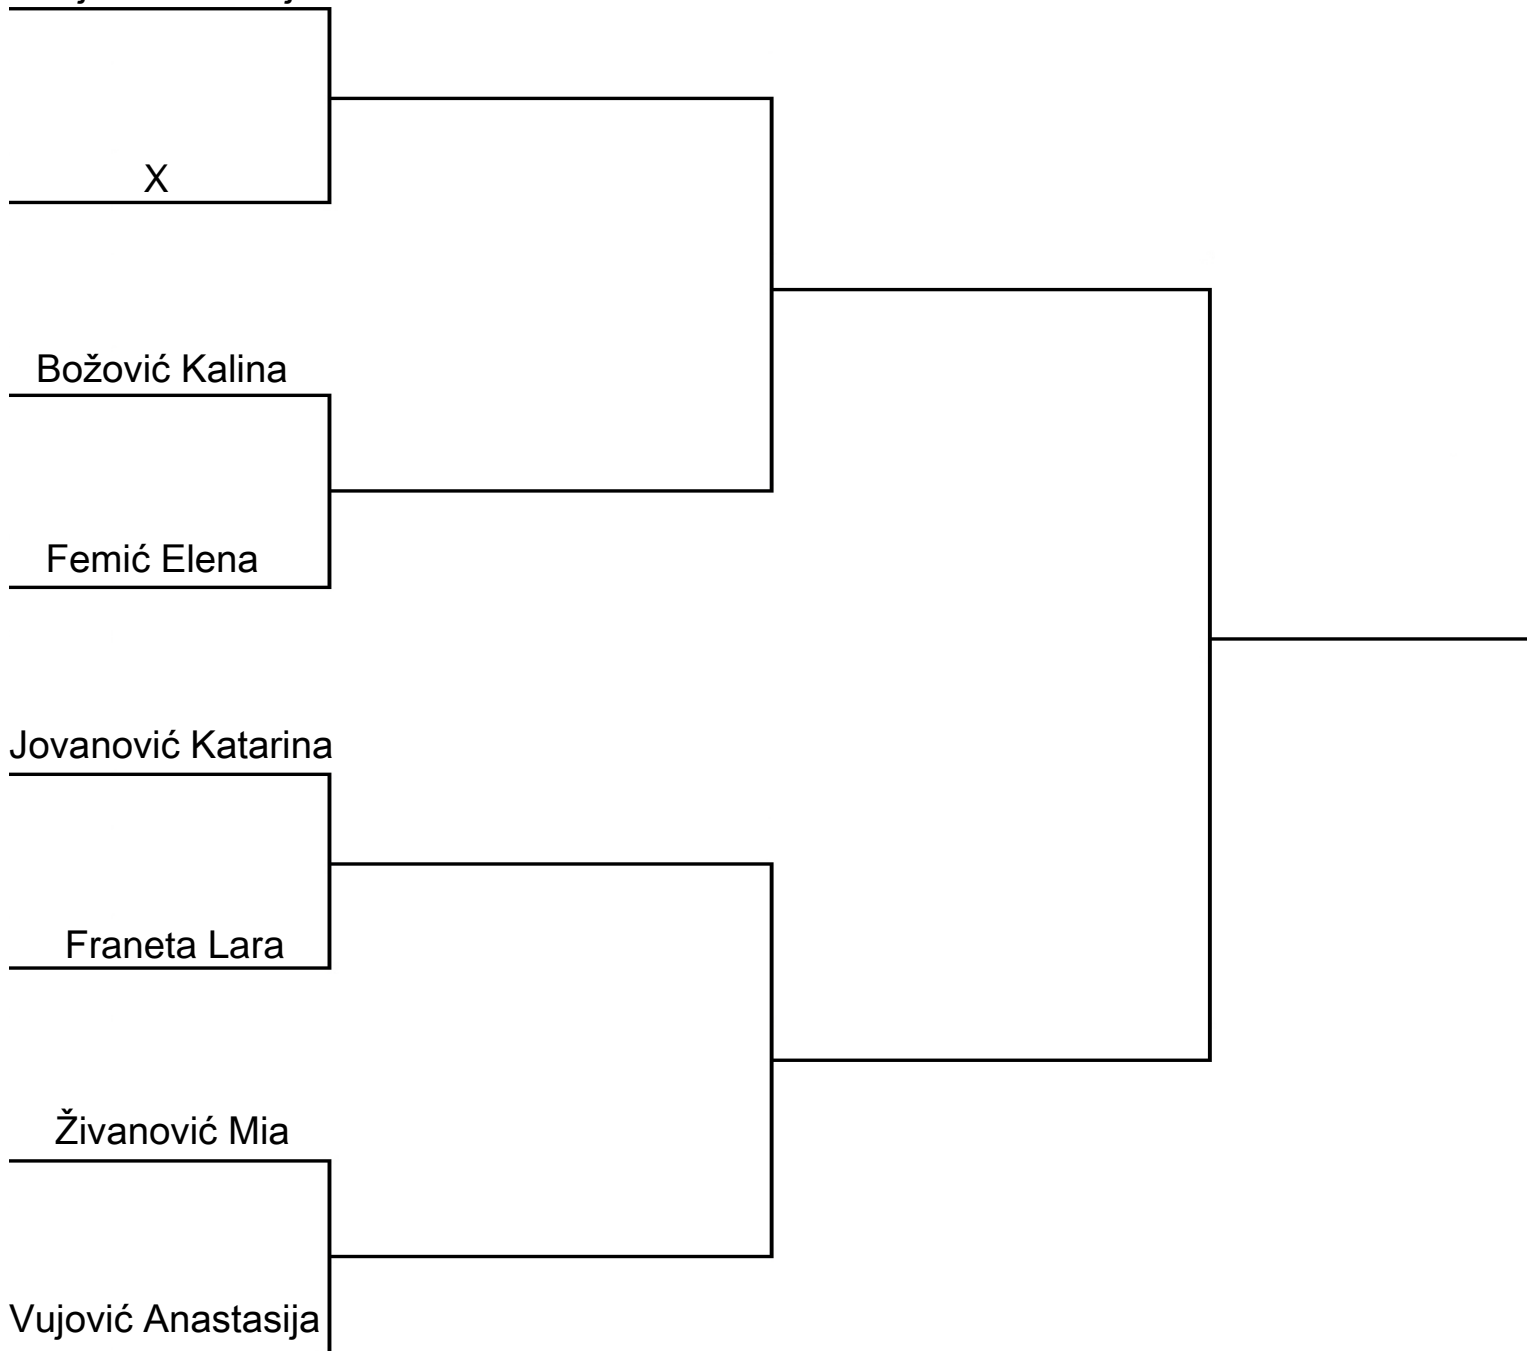 X
Božović Kalina
Femić Elena
Jovanović Katarina
Franeta Lara
Živanović Mia
Vujović Anastasija